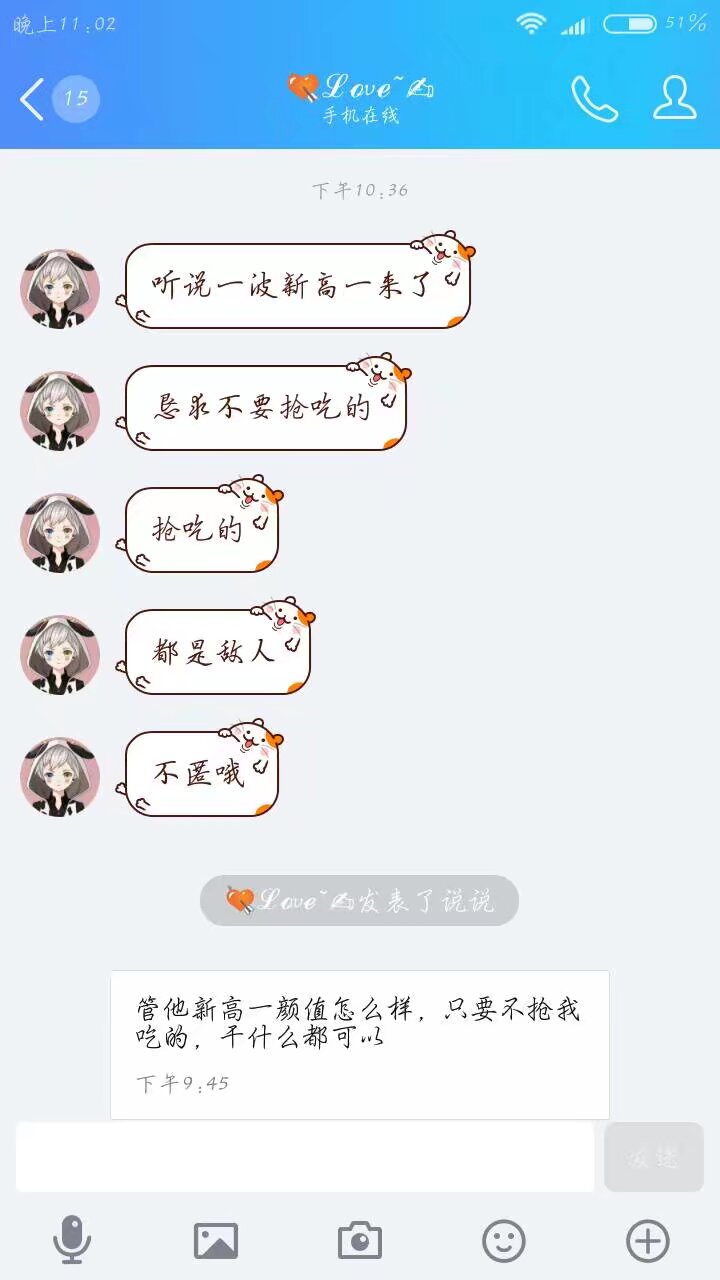 晚上11:02
51%
15
💘Love~✍
手机在线
下午10:36
听说一波新高一来了
恳求不要抢吃的
抢吃的
都是敌人
不匿哦
💘Love~✍发表了说说
管他新高一颜值怎么样，只要不抢我
吃的，干什么都可以
下午9:45
发送